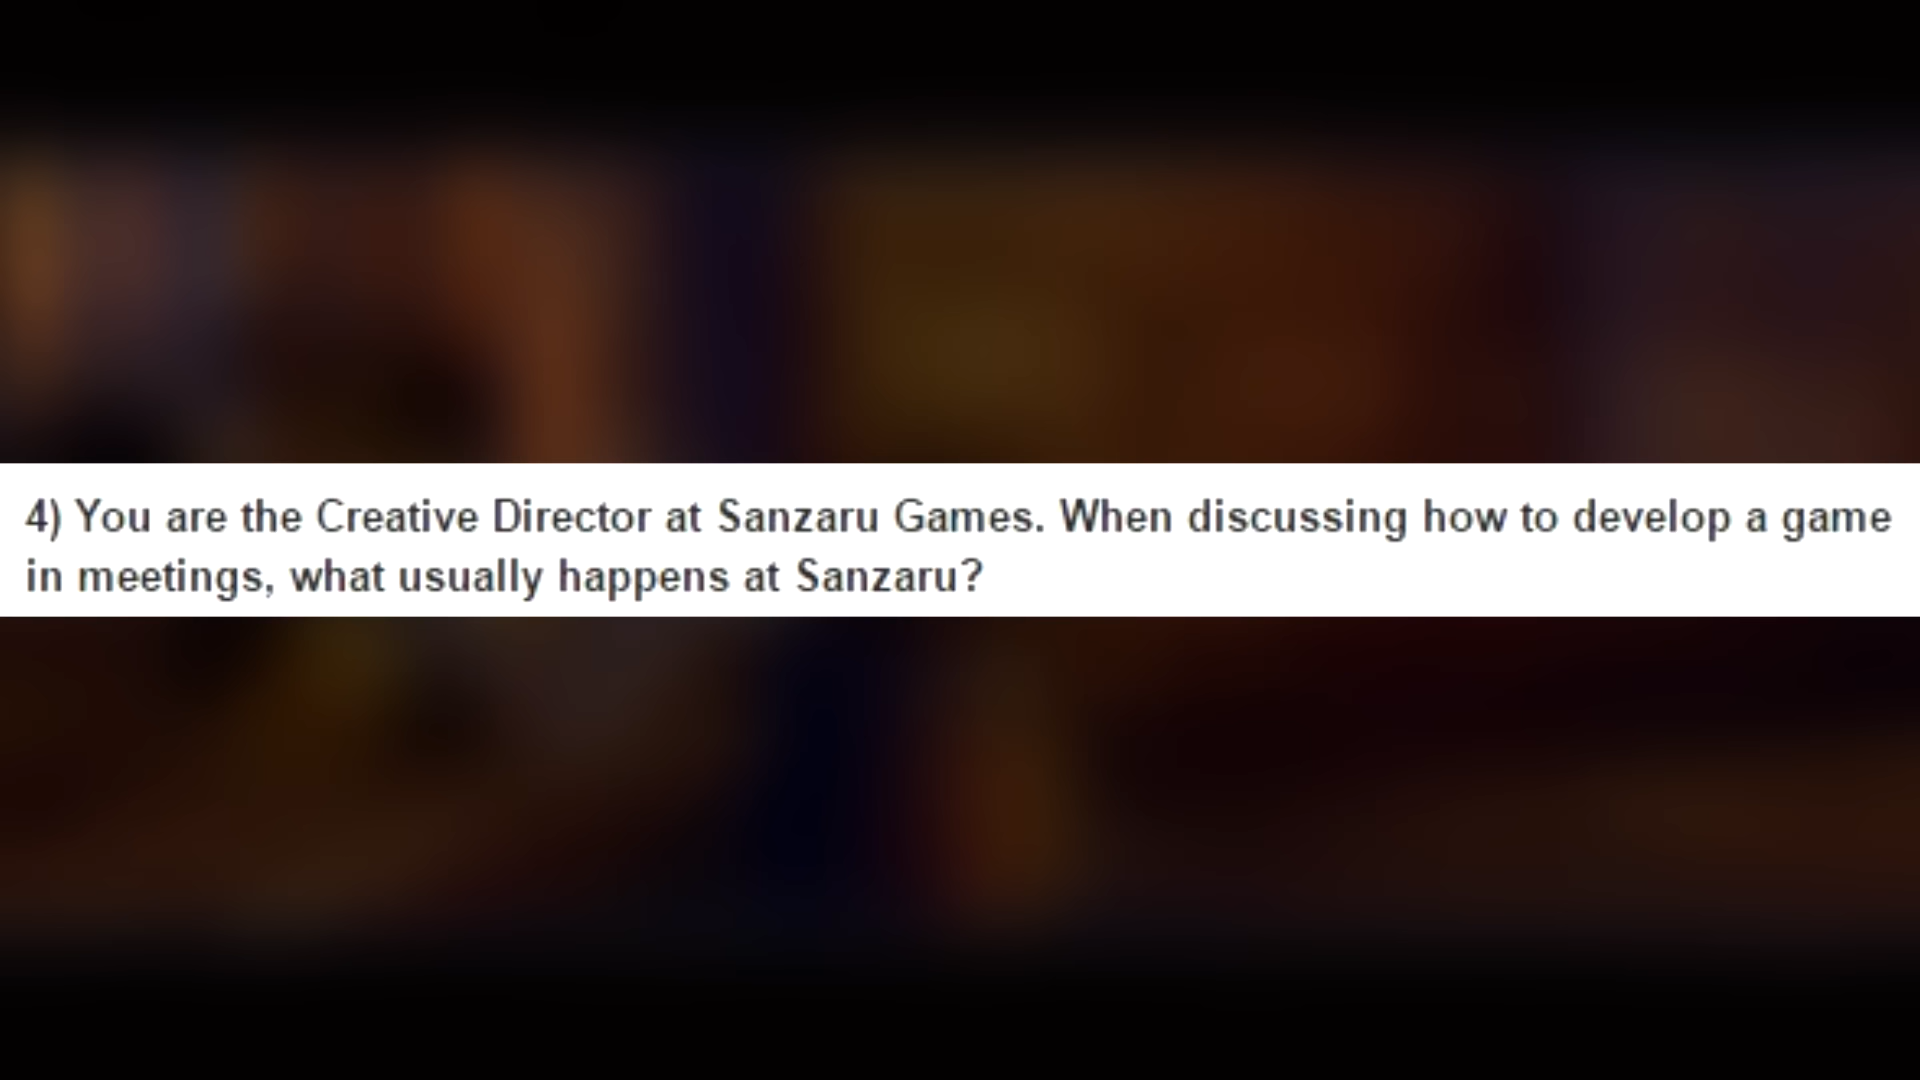 4) You are the Creative Director at Sanzaru Games. When discussing how to develop a game
in meetings, what usually happens at Sanzaru?